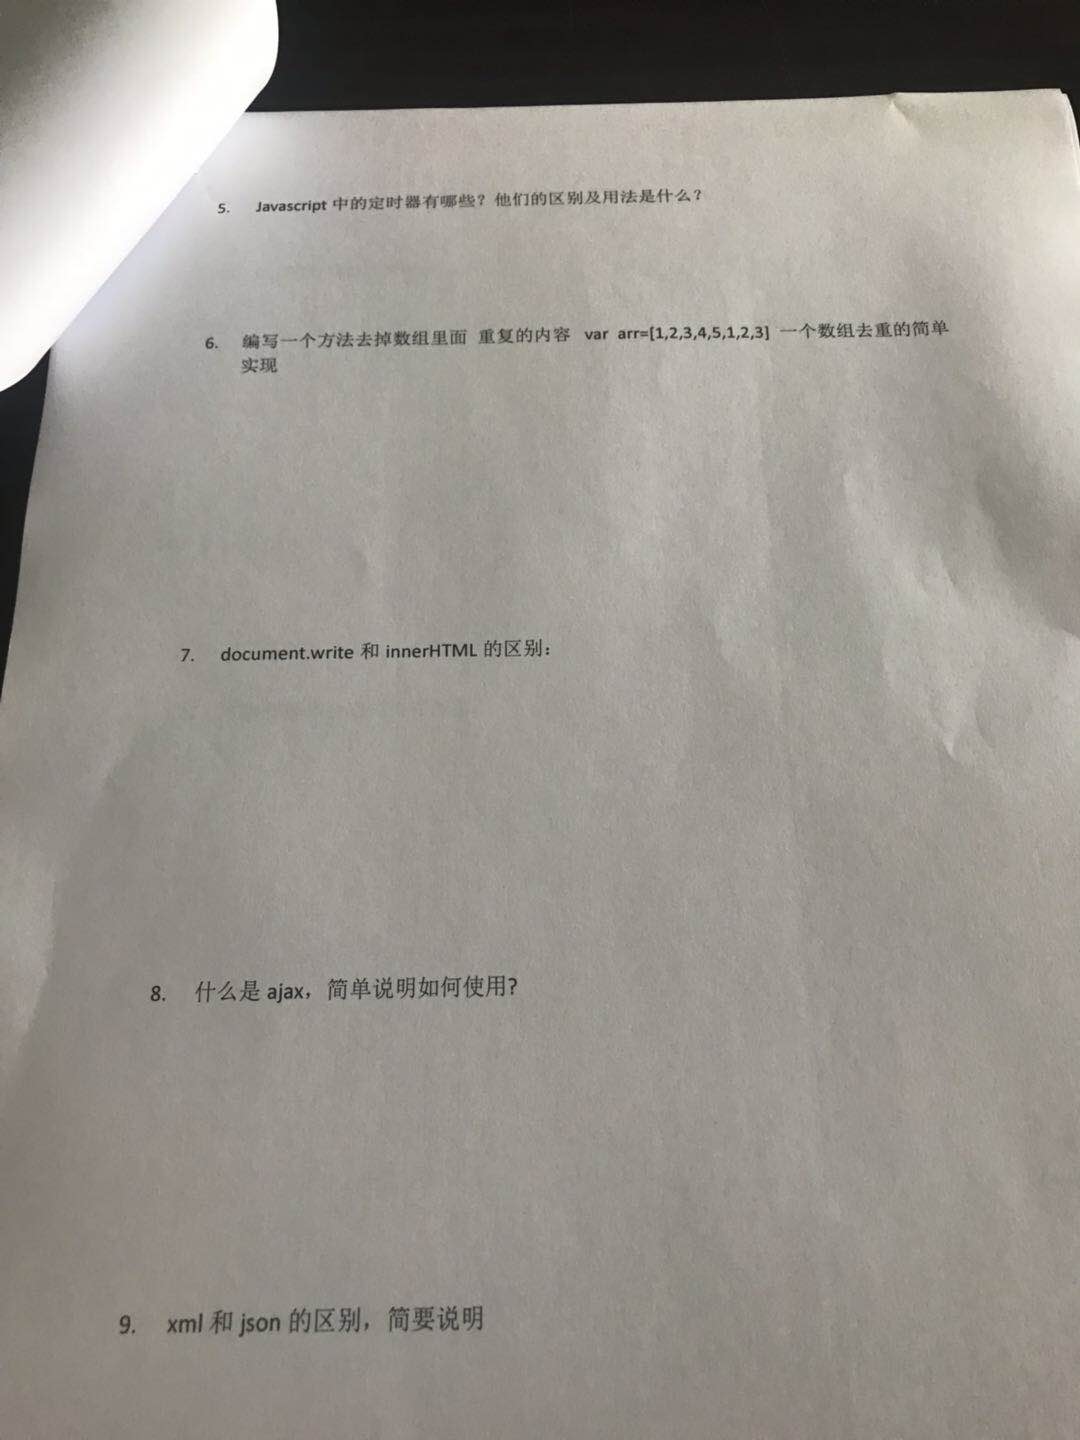 5. Javascript 中的定时器有哪些？他们的区别及用法是什么？
6. 编写一个方法去掉数组里面 重复的内容 var arr=[1,2,3,4,5,1,2,3] 一个数组去重的简单
实现
7. document.write 和 innerHTML 的区别：
8. 什么是 ajax，简单说明如何使用?
9. xml 和 json 的区别，简要说明